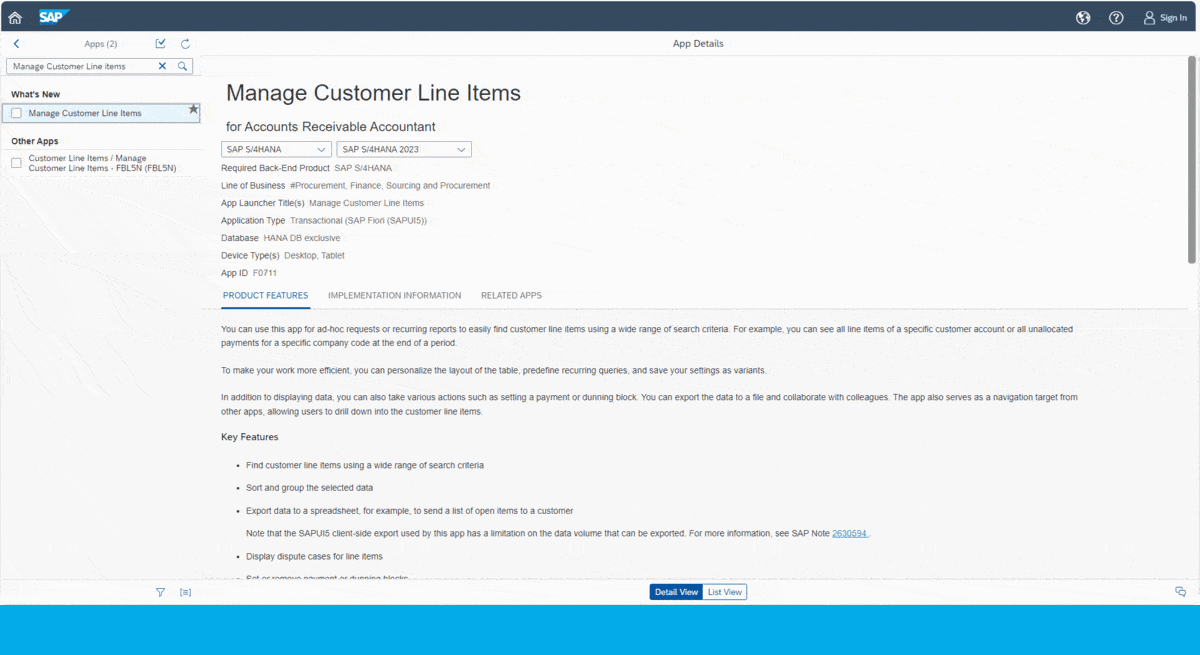 SAP
Sign In
Apps (2)
App Details
Manage Customer Line items
What's New
Manage Customer Line Items
Other Apps
Customer Line Items / Manage
Customer Line Items - FBL5N (FBL5N)
Manage Customer Line Items
for Accounts Receivable Accountant
SAP S/4HANA
SAP S/4HANA 2023
Required Back-End Product SAP S/4HANA
Line of Business #Procurement, Finance, Sourcing and Procurement
App Launcher Title(s) Manage Customer Line Items
Application Type Transactional (SAP Fiori (SAPUI5))
Database HANA DB exclusive
Device Type(s) Desktop, Tablet
App ID F0711
PRODUCT FEATURES
IMPLEMENTATION INFORMATION
RELATED APPS
You can use this app for ad-hoc requests or recurring reports to easily find customer line items using a wide range of search criteria. For example, you can see all line items of a specific customer account or all unallocated
payments for a specific company code at the end of a period.
To make your work more efficient, you can personalize the layout of the table, predefine recurring queries, and save your settings as variants.
In addition to displaying data, you can also take various actions such as setting a payment or dunning block. You can export the data to a file and collaborate with colleagues. The app also serves as a navigation target from
other apps, allowing users to drill down into the customer line items.
Key Features
• Find customer line items using a wide range of search criteria
• Sort and group the selected data
• Export data to a spreadsheet, for example, to send a list of open items to a customer
Note that the SAPUI5 client-side export used by this app has a limitation on the data volume that can be exported. For more information, see SAP Note 2630594 .
• Display dispute cases for line items
• Set or remove payment or dunning blocks
Detail View
List View